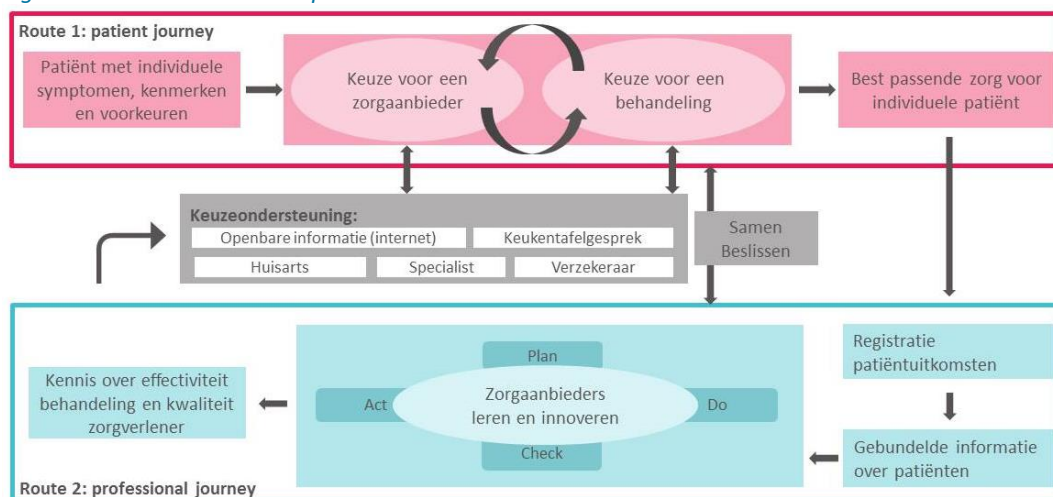 Route 1: patient journey
Patiënt met individuele
symptomen, kenmerken
en voorkeuren
Keuze voor een
zorgaanbieder
Keuze voor een
behandeling
Best passende zorg voor
individuele patiënt
Keuzeondersteuning:
Openbare informatie (internet)
Keukentafelgesprek
Huisarts
Specialist
Verzekeraar
Samen
Beslissen
Kennis over effectiviteit
behandeling en kwaliteit
zorgverlener
Plan
Act
Zorgaanbieders
leren en innoveren
Do
Check
Registratie
patiëntuitkomsten
Gebundelde informatie
over patiënten
Route 2: professional journey